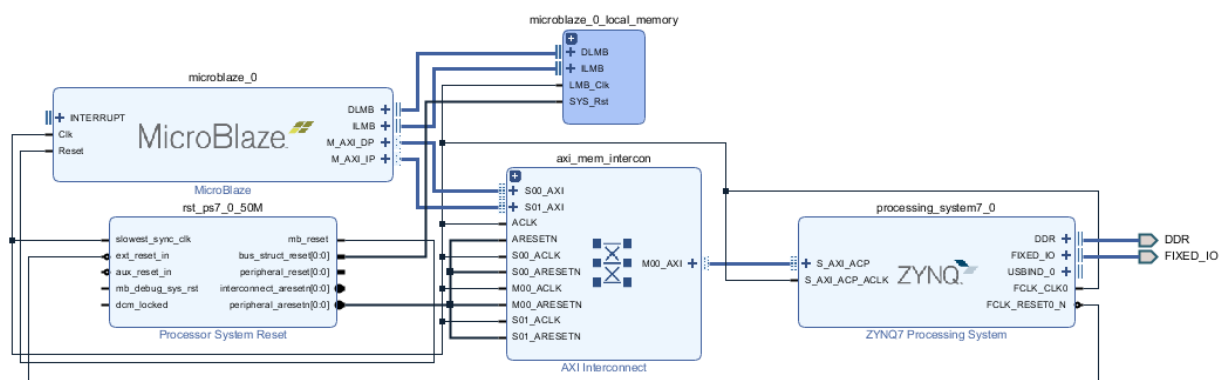 microblaze_0_local_memory
DLMB
ILMB
LMB_Clk
SYS_Rst
microblaze_0
INTERRUPT
Clk
Reset
MicroBlaze
DLMB
ILMB
M_AXI_DP
M_AXI_IP
MicroBlaze
rst_ps7_0_50M
slowest_sync_clk
ext_reset_in
aux_reset_in
mb_debug_sys_rst
dcm_locked
mb_reset
bus_struct_reset[0:0]
peripheral_reset[0:0]
interconnect_aresetn[0:0]
peripheral_aresetn[0:0]
Processor System Reset
axi_mem_intercon
S00_AXI
S01_AXI
ACLK
ARESETN
S00_ACLK
S00_ARESETN
M00_ACLK
M00_ARESETN
S01_ACLK
S01_ARESETN
M00_AXI
AXI Interconnect
processing_system7_0
S_AXI_ACP
S_AXI_ACP_ACLK
ZYNQ
DDR
FIXED_IO
USBIND_0
FCLK_CLK0
FCLK_RESET0_N
ZYNQ7 Processing System
DDR
FIXED_IO